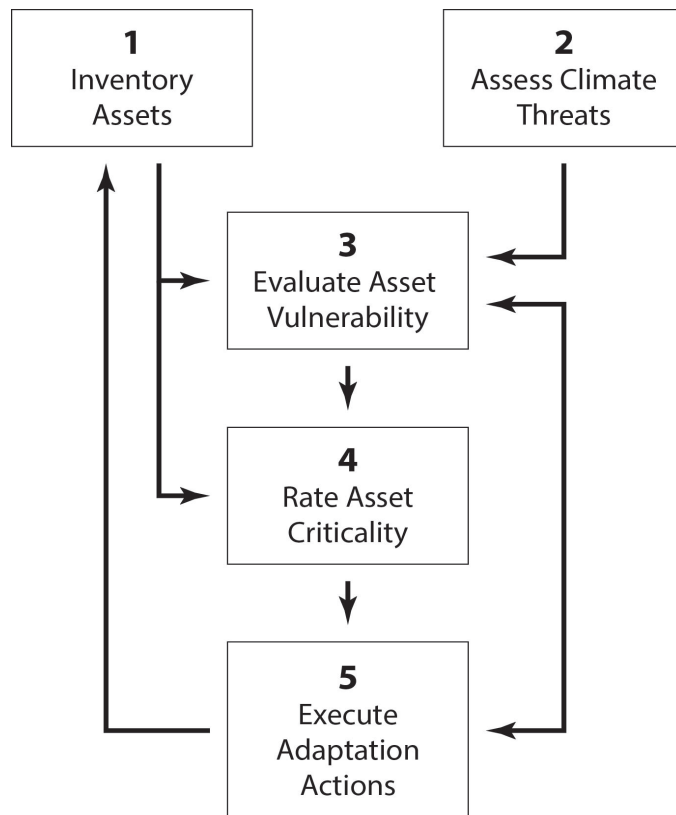 1
Inventory
Assets
2
Assess Climate
Threats
3
Evaluate Asset
Vulnerability
4
Rate Asset
Criticality
5
Execute
Adaptation
Actions